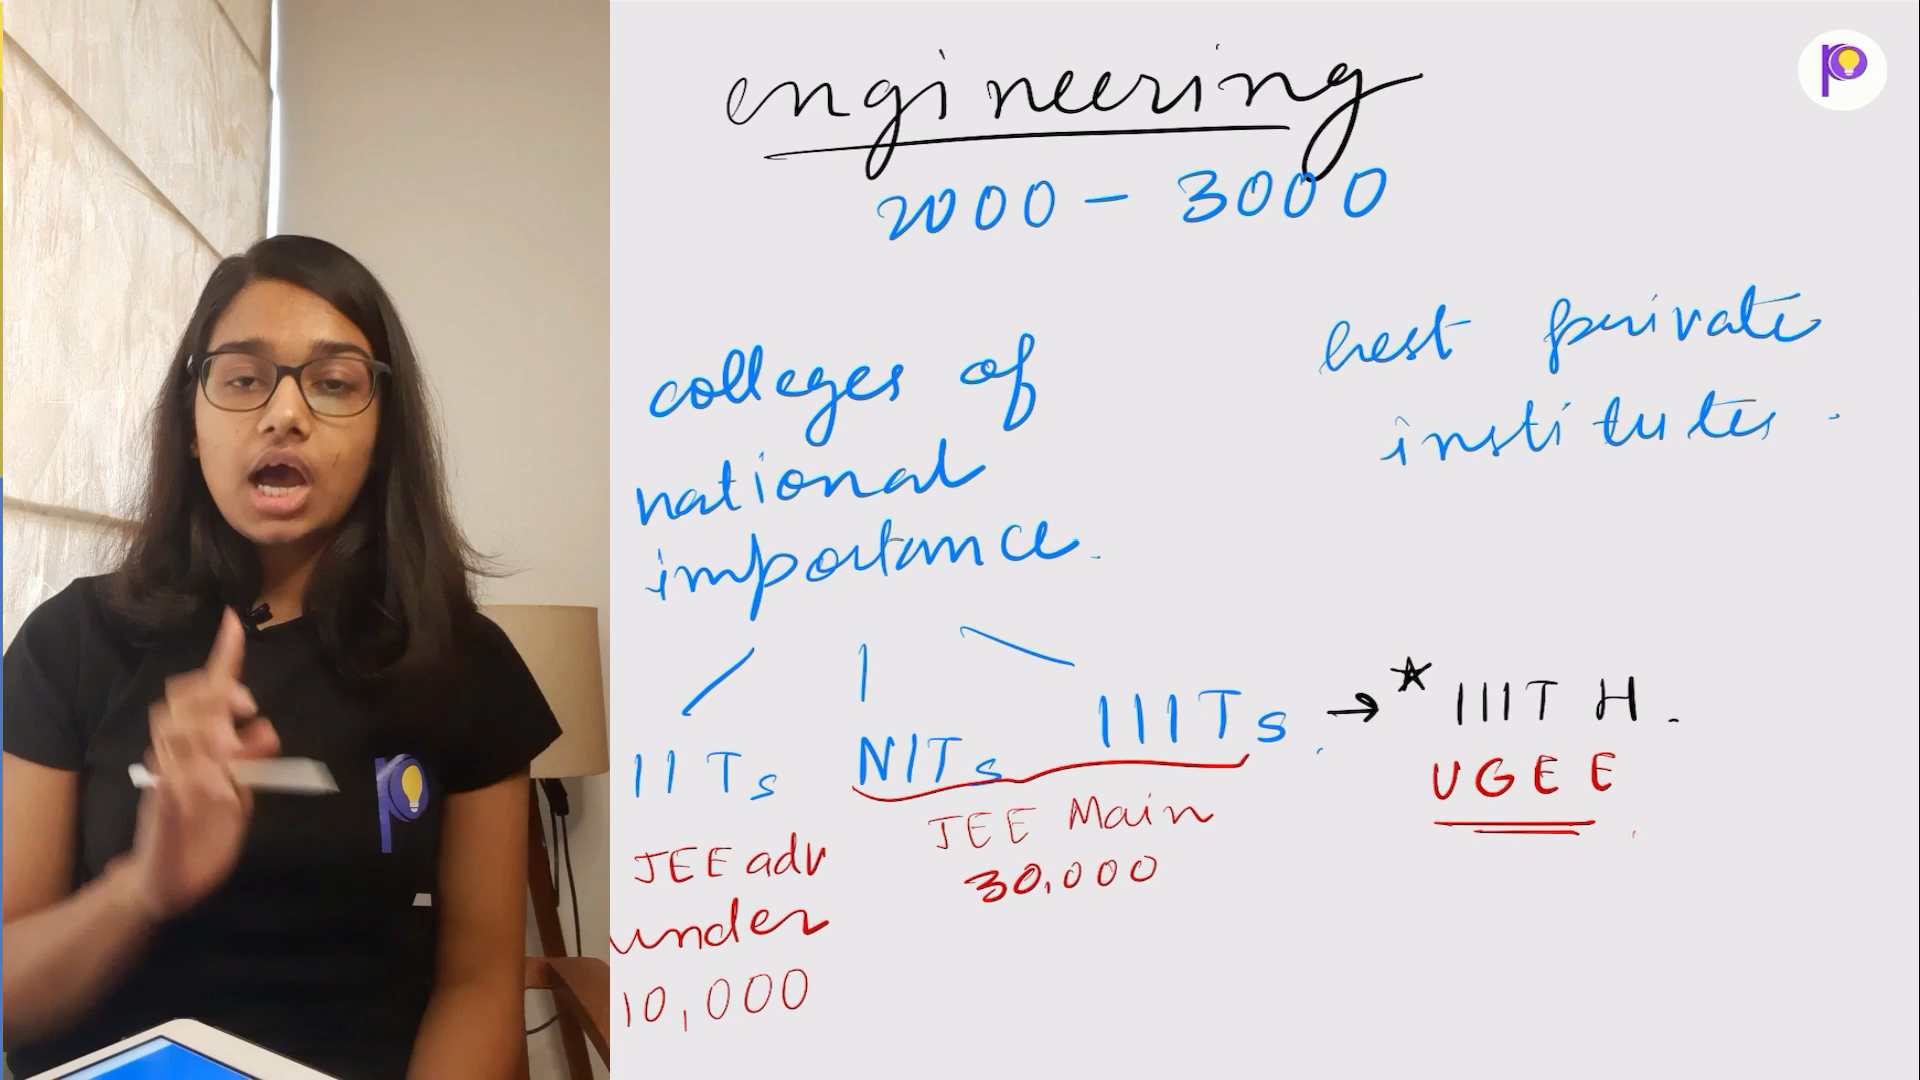 engineering
2000 - 3000
colleges of
national
importance.
best private
institutes.
IITs
NITs
IIITs → * IIIT H.
UGEE
JEE adv
under
10,000
JEE Main
30,000